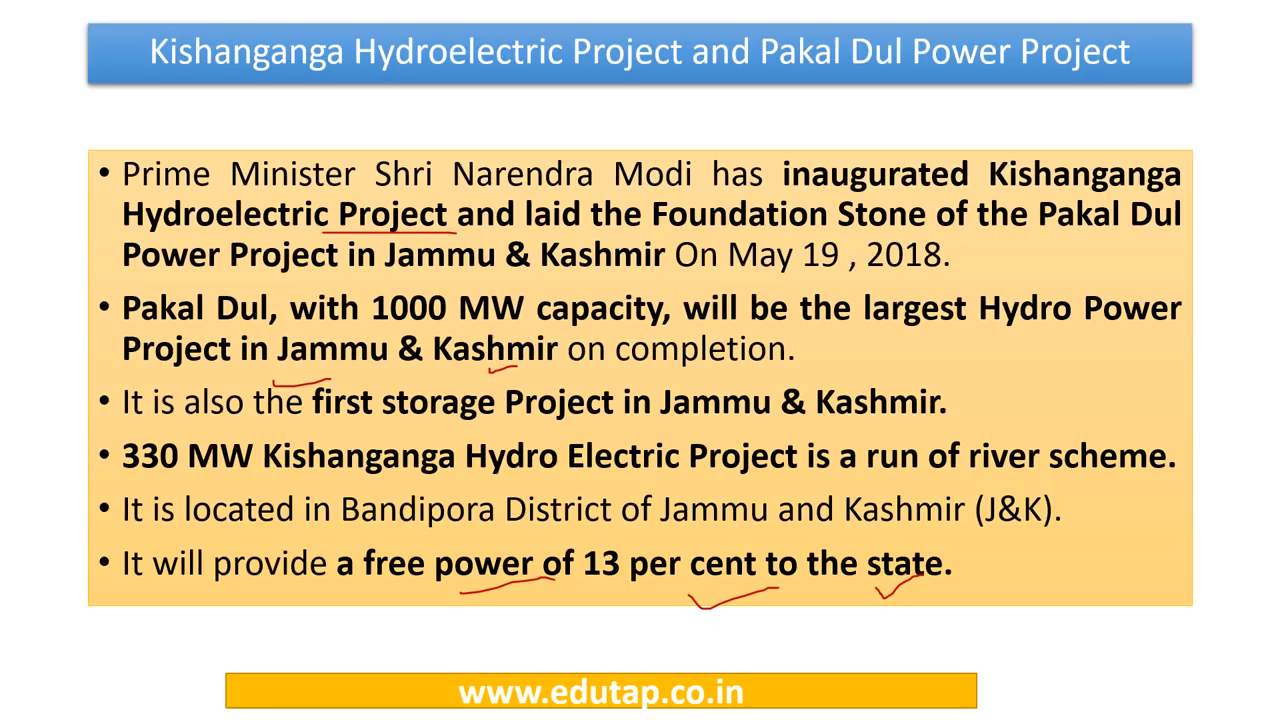 Kishanganga Hydroelectric Project and Pakal Dul Power Project
• Prime Minister Shri Narendra Modi has inaugurated Kishanganga
Hydroelectric Project and laid the Foundation Stone of the Pakal Dul
Power Project in Jammu & Kashmir On May 19 , 2018.
• Pakal Dul, with 1000 MW capacity, will be the largest Hydro Power
Project in Jammu & Kashmir on completion.
• It is also the first storage Project in Jammu & Kashmir.
• 330 MW Kishanganga Hydro Electric Project is a run of river scheme.
• It is located in Bandipora District of Jammu and Kashmir (J&K).
• It will provide a free power of 13 per cent to the state.
www.edutap.co.in